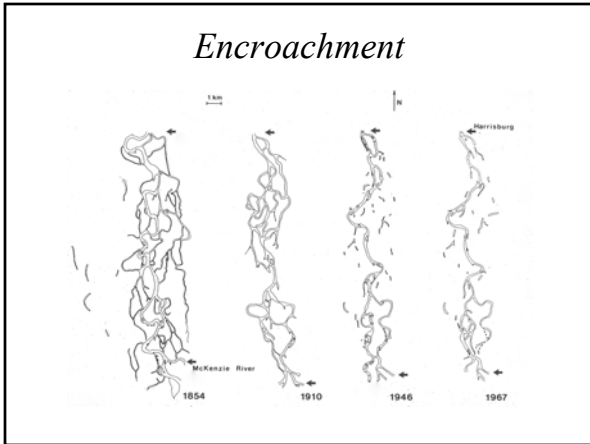 Encroachment
1 km
N
Harrisburg
McKenzie River
1854
1910
1946
1967